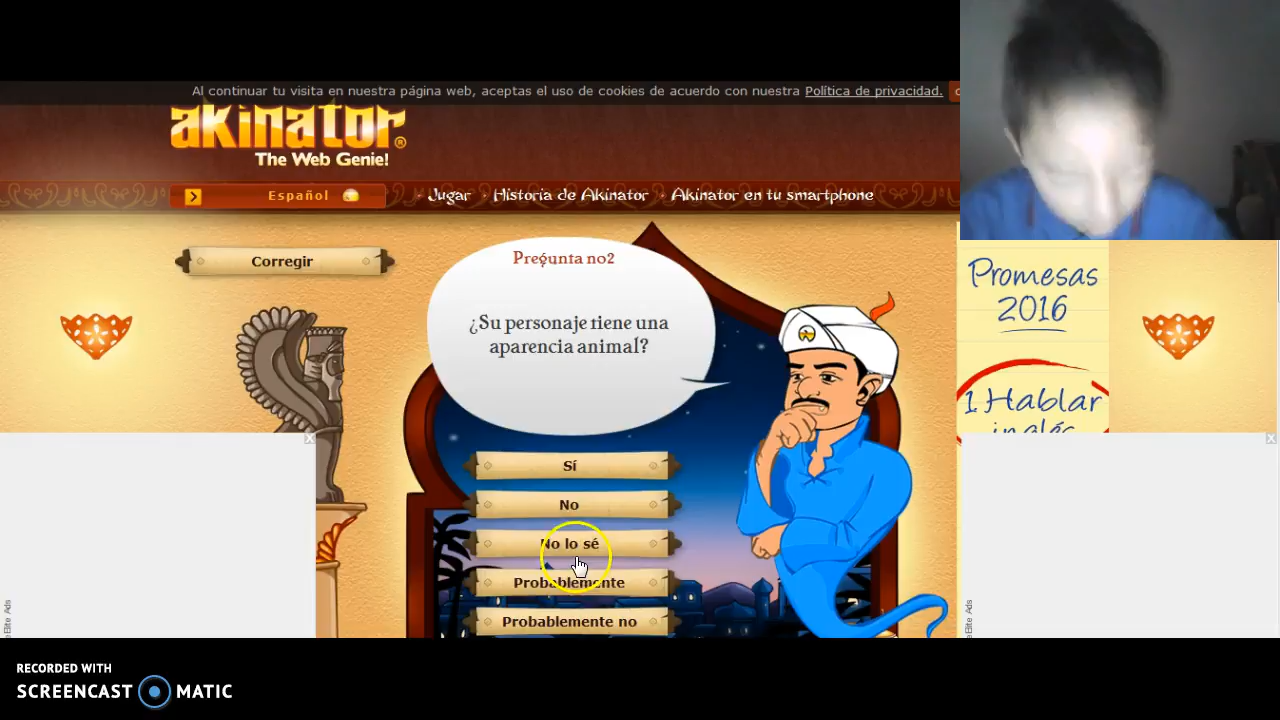 Al continuar tu visita en nuestra página web, aceptas el uso de cookies de acuerdo con nuestra Política de privacidad.
akinator®
The Web Genie!
Español
· Jugar · Historia de Akinator · Akinator en tu smartphone
Corregir
Pregunta nº2
¿Su personaje tiene una
aparencia animal?
Sí
No
No lo sé
Probablemente
Probablemente no
Promesas
2016
1 Hablar
inglés
RECORDED WITH
SCREENCAST MATIC